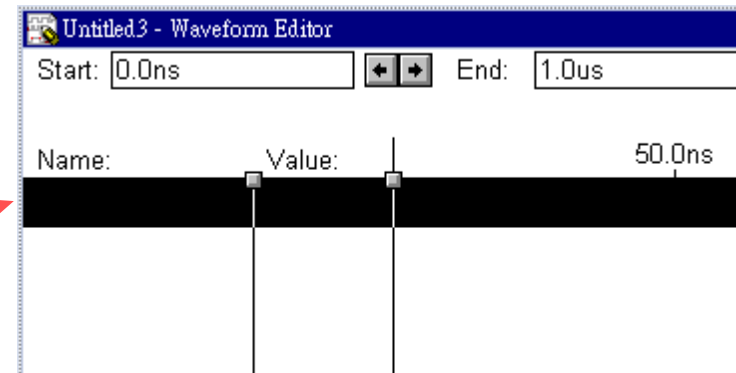 Untitled3 - Waveform Editor
Start: 0.0ns End: 1.0us
Name: Value: 50.0ns